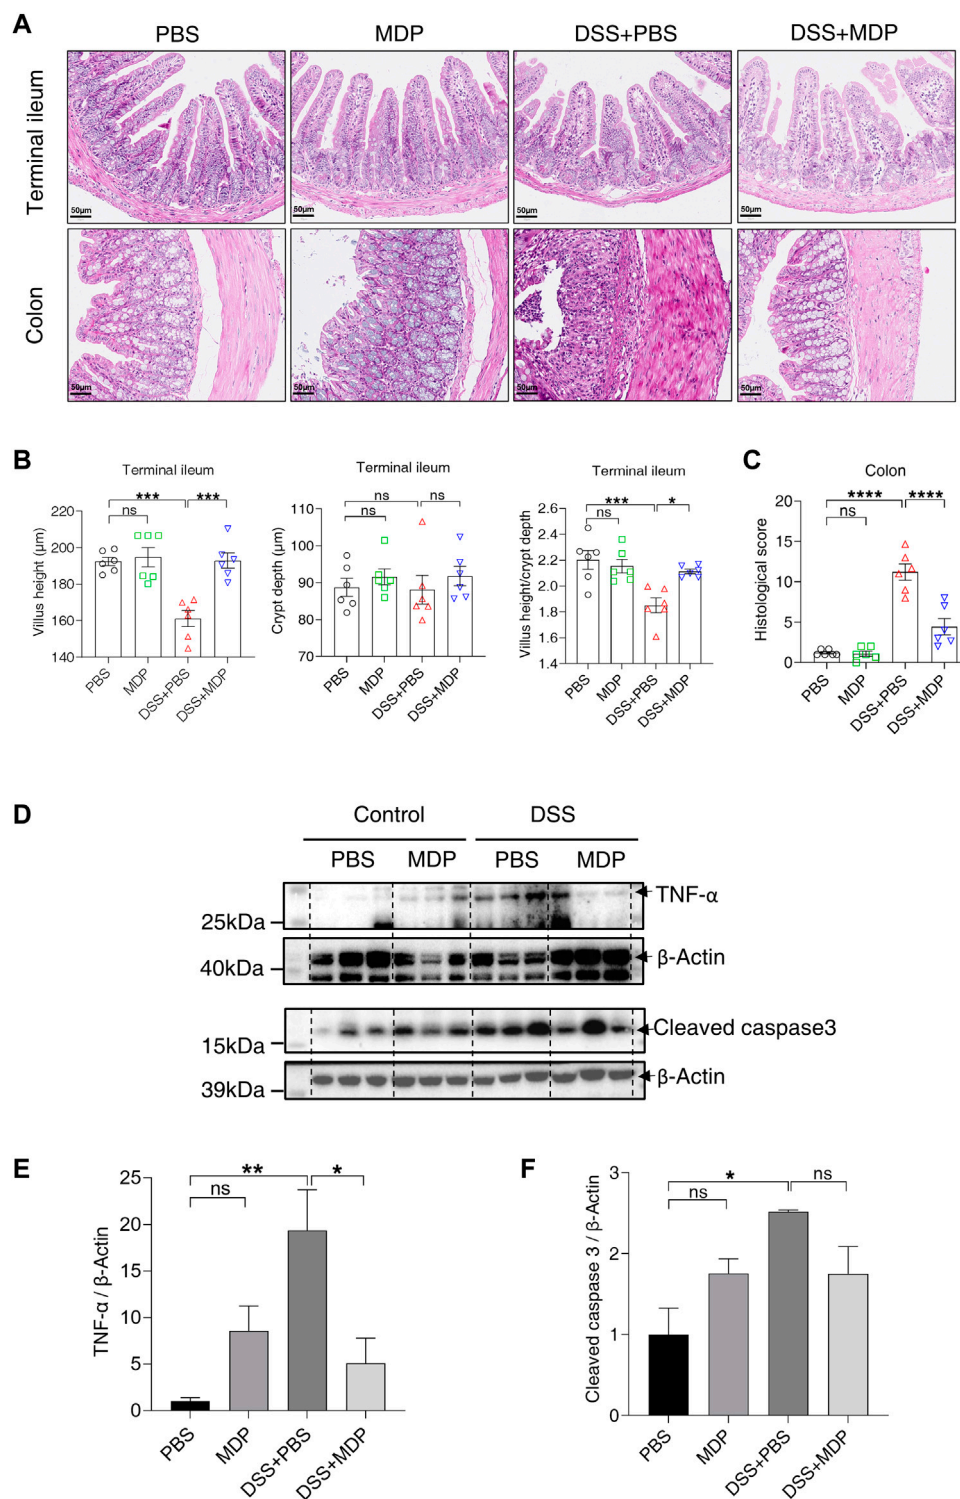 A
PBS MDP DSS+PBS DSS+MDP
Terminal ileum
50μm 50μm 50μm 50μm
Colon
50μm 50μm 50μm 50μm
B
Terminal ileum
*** ***
ns
Villus height (μm)
220
200
180
160
140
PBS MDP DSS+PBS DSS+MDP
Terminal ileum
ns ns
ns
Crypt depth (μm)
110
100
90
80
70
PBS MDP DSS+PBS DSS+MDP
Terminal ileum
*** *
ns
Villus height/crypt depth
2.6
2.4
2.2
2.0
1.8
1.6
1.4
PBS MDP DSS+PBS DSS+MDP
C
Colon
**** ****
ns
Histological score
20
15
10
5
0
PBS MDP DSS+PBS DSS+MDP
D
Control DSS
PBS MDP PBS MDP
TNF-α
25kDa
β-Actin
40kDa
Cleaved caspase3
15kDa
β-Actin
39kDa
E
** *
ns
TNF-α / β-Actin
25
20
15
10
5
0
PBS MDP DSS+PBS DSS+MDP
F
* ns
ns
Cleaved caspase 3 / β-Actin
3
2
1
0
PBS MDP DSS+PBS DSS+MDP